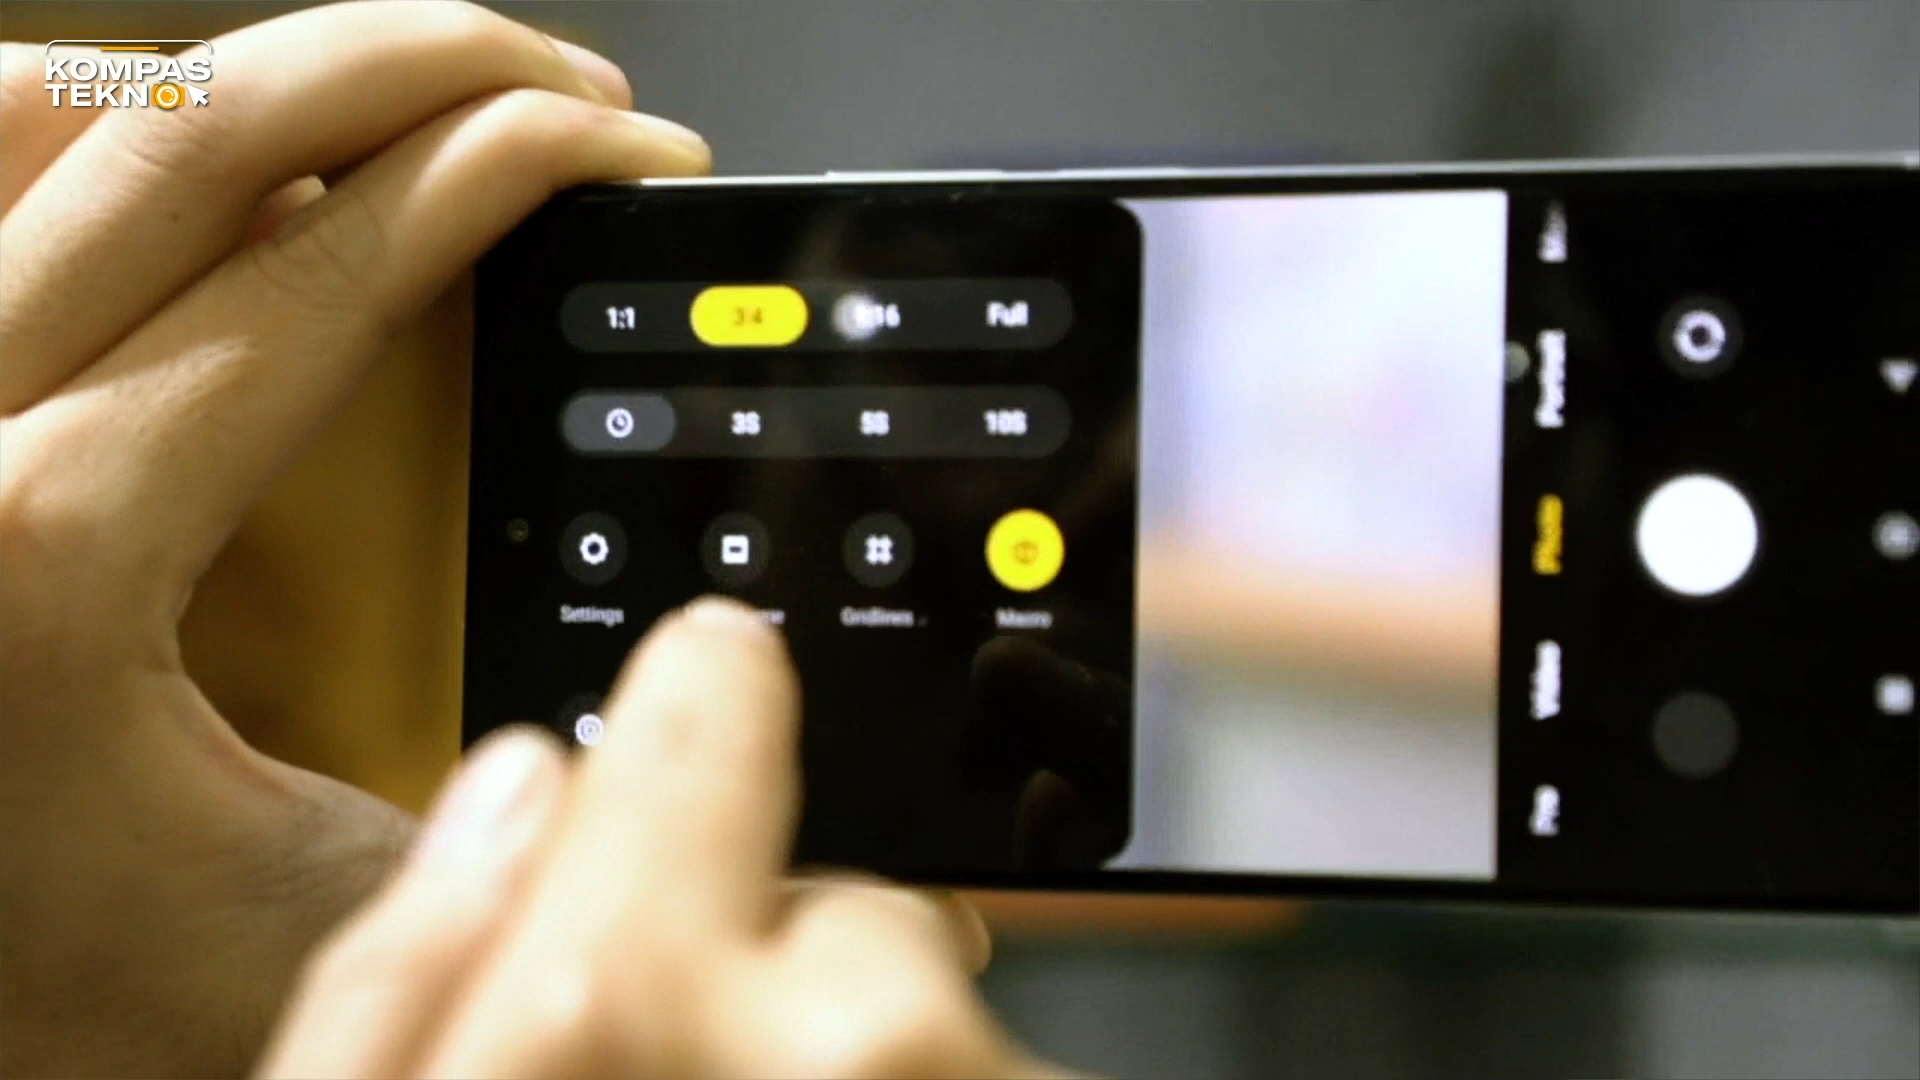 KOMPAS
TEKNO
1:1
3:4
Full
3S
5S
10S
Settings
Gridlines
Macro
Portrait
Photo
Video
Pro